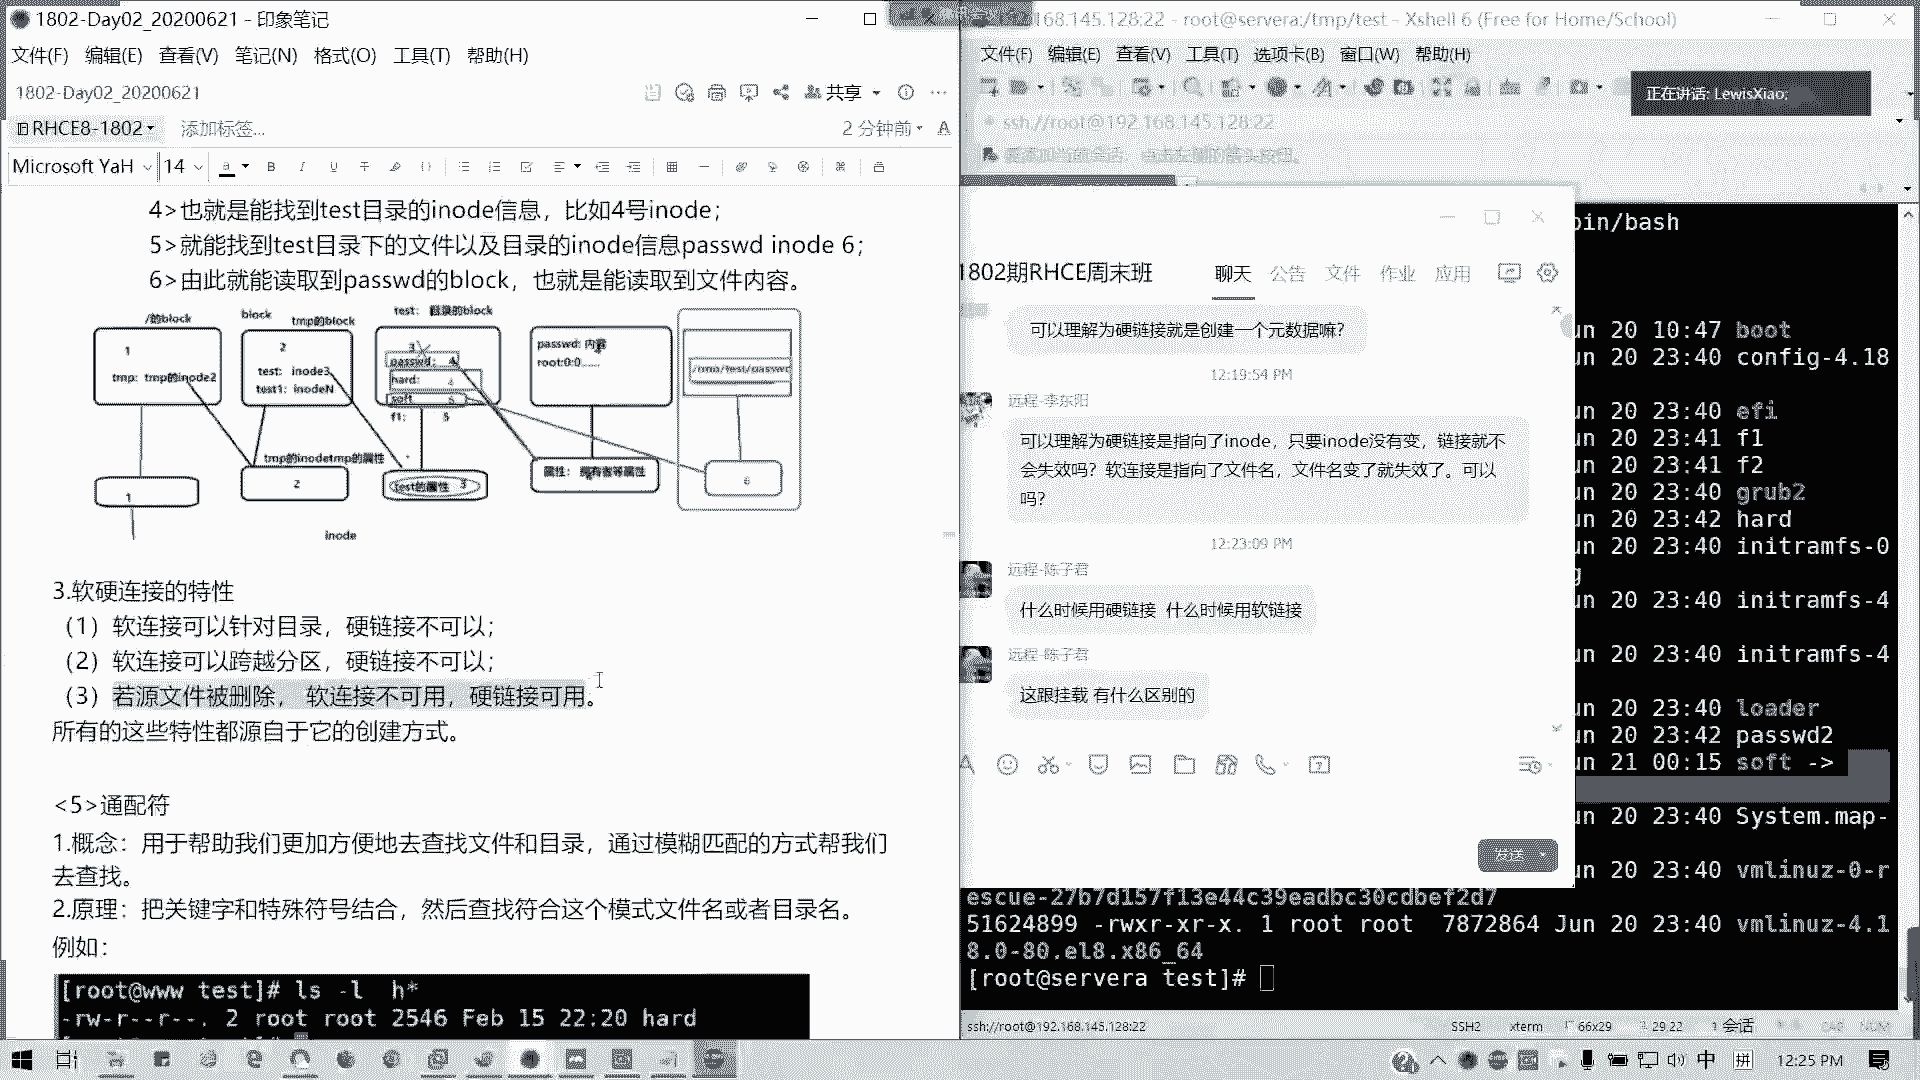 1802-Day02_20200621 - 印象笔记
文件(F) 编辑(E) 查看(V) 笔记(N) 格式(O) 工具(T) 帮助(H)
1802-Day02_20200621
共享
RHCE8-1802 添加标签...
2 分钟前
Microsoft YaH 14
4>也就是能找到test目录的inode信息，比如4号inode；
5>就能找到test目录下的文件以及目录的inode信息passwd inode 6；
6>由此就能读取到passwd的block，也就是能读取到文件内容。
/的block
block
tmp的block
test：目录的block
1
tmp: tmp的inode2
2
test: inode3
test1: inodeN
3
passwd: 4
hard: 4
soft 6
f1: 5
passwd: 内容
root:0:0......
/tmp/test/passwd
tmp的inodetmp的属性
1
2
test的属性 3
6
inode
3.软硬连接的特性
（1）软连接可以针对目录，硬链接不可以；
（2）软连接可以跨越分区，硬链接不可以；
（3）若源文件被删除， 软连接不可用，硬链接可用。
所有的这些特性都源自于它的创建方式。
<5>通配符
1.概念：用于帮助我们更加方便地去查找文件和目录，通过模糊匹配的方式帮我们
去查找。
2.原理：把关键字和特殊符号结合，然后查找符合这个模式文件名或者目录名。
例如：
[root@www test]# ls -l h*
-rw-r--r--. 2 root root 2546 Feb 15 22:20 hard
168.145.128:22 - root@servera:/tmp/test - Xshell 6 (Free for Home/School)
文件(F) 编辑(E) 查看(V) 工具(T) 选项卡(B) 窗口(W) 帮助(H)
正在讲话: LewisXiao;
ssh://root@192.168.145.128:22
1802期RHCE周末班
聊天 公告 文件 作业 应用
可以理解为硬链接就是创建一个元数据嘛？
12:19:54 PM
远程-李东阳
可以理解为硬链接是指向了inode，只要inode没有变，链接就不
会失效吗？软连接是指向了文件名，文件名变了就失效了。可以
吗？
12:23:09 PM
远程-陈子君
什么时候用硬链接 什么时候用软链接
远程-陈子君
这跟挂载 有什么区别的
发送
bin/bash
un 20 10:47 boot
un 20 23:40 config-4.18
un 20 23:40 efi
un 20 23:41 f1
un 20 23:41 f2
un 20 23:40 grub2
un 20 23:42 hard
un 20 23:40 initramfs-0
g
un 20 23:40 initramfs-4
un 20 23:40 initramfs-4
un 20 23:40 loader
un 20 23:42 passwd2
un 21 00:15 soft ->
un 20 23:40 System.map-
un 20 23:40 vmlinuz-0-r
escue-27b7d157f13e44c39eadbc30cdbef2d7
51624899 -rwxr-xr-x. 1 root root 7872864 Jun 20 23:40 vmlinuz-4.1
8.0-80.el8.x86_64
[root@servera test]#
ssh://root@192.168.145.128:22 SSH2 xterm 66x29 29,22 1 会话 CAP NUM
中 拼 12:25 PM